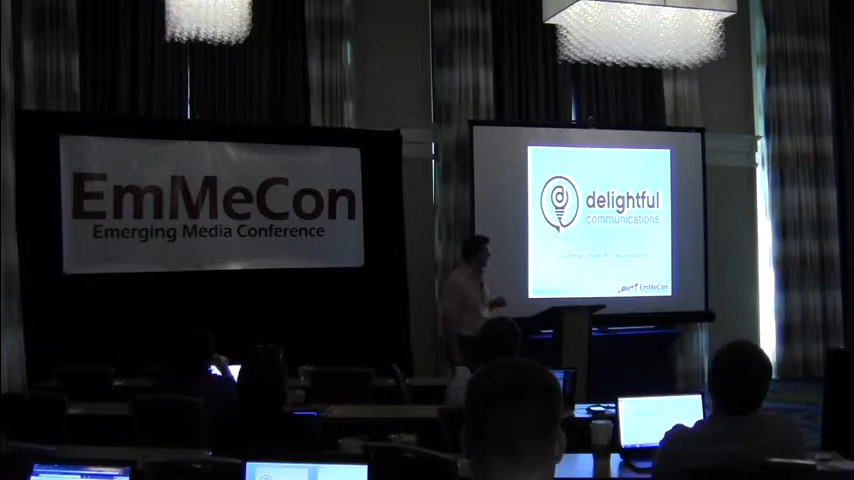 EmMeCon
Emerging Media Conference
delightful
communications
EmMeCon